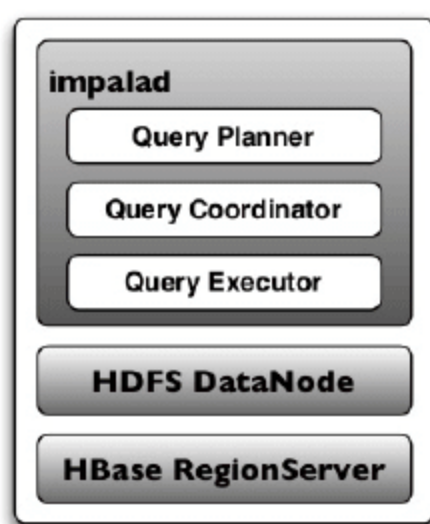 impalad
Query Planner
Query Coordinator
Query Executor
HDFS DataNode
HBase RegionServer